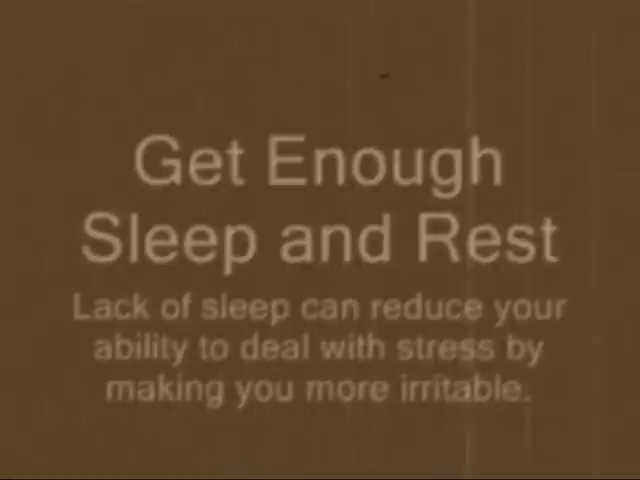 Get Enough
Sleep and Rest
Lack of sleep can reduce your
ability to deal with stress by
making you more irritable.